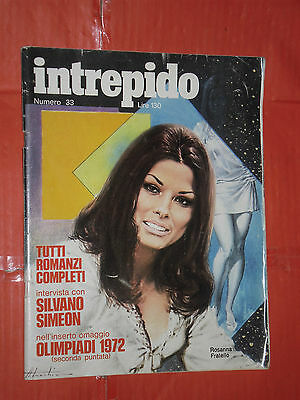 intrepido
Numero 33
Lire 130
TUTTI
ROMANZI
COMPLETI
intervista con
SILVANO
SIMEON
nell'inserto omaggio
OLIMPIADI 1972
(seconda puntata)
Rosanna
Fratello